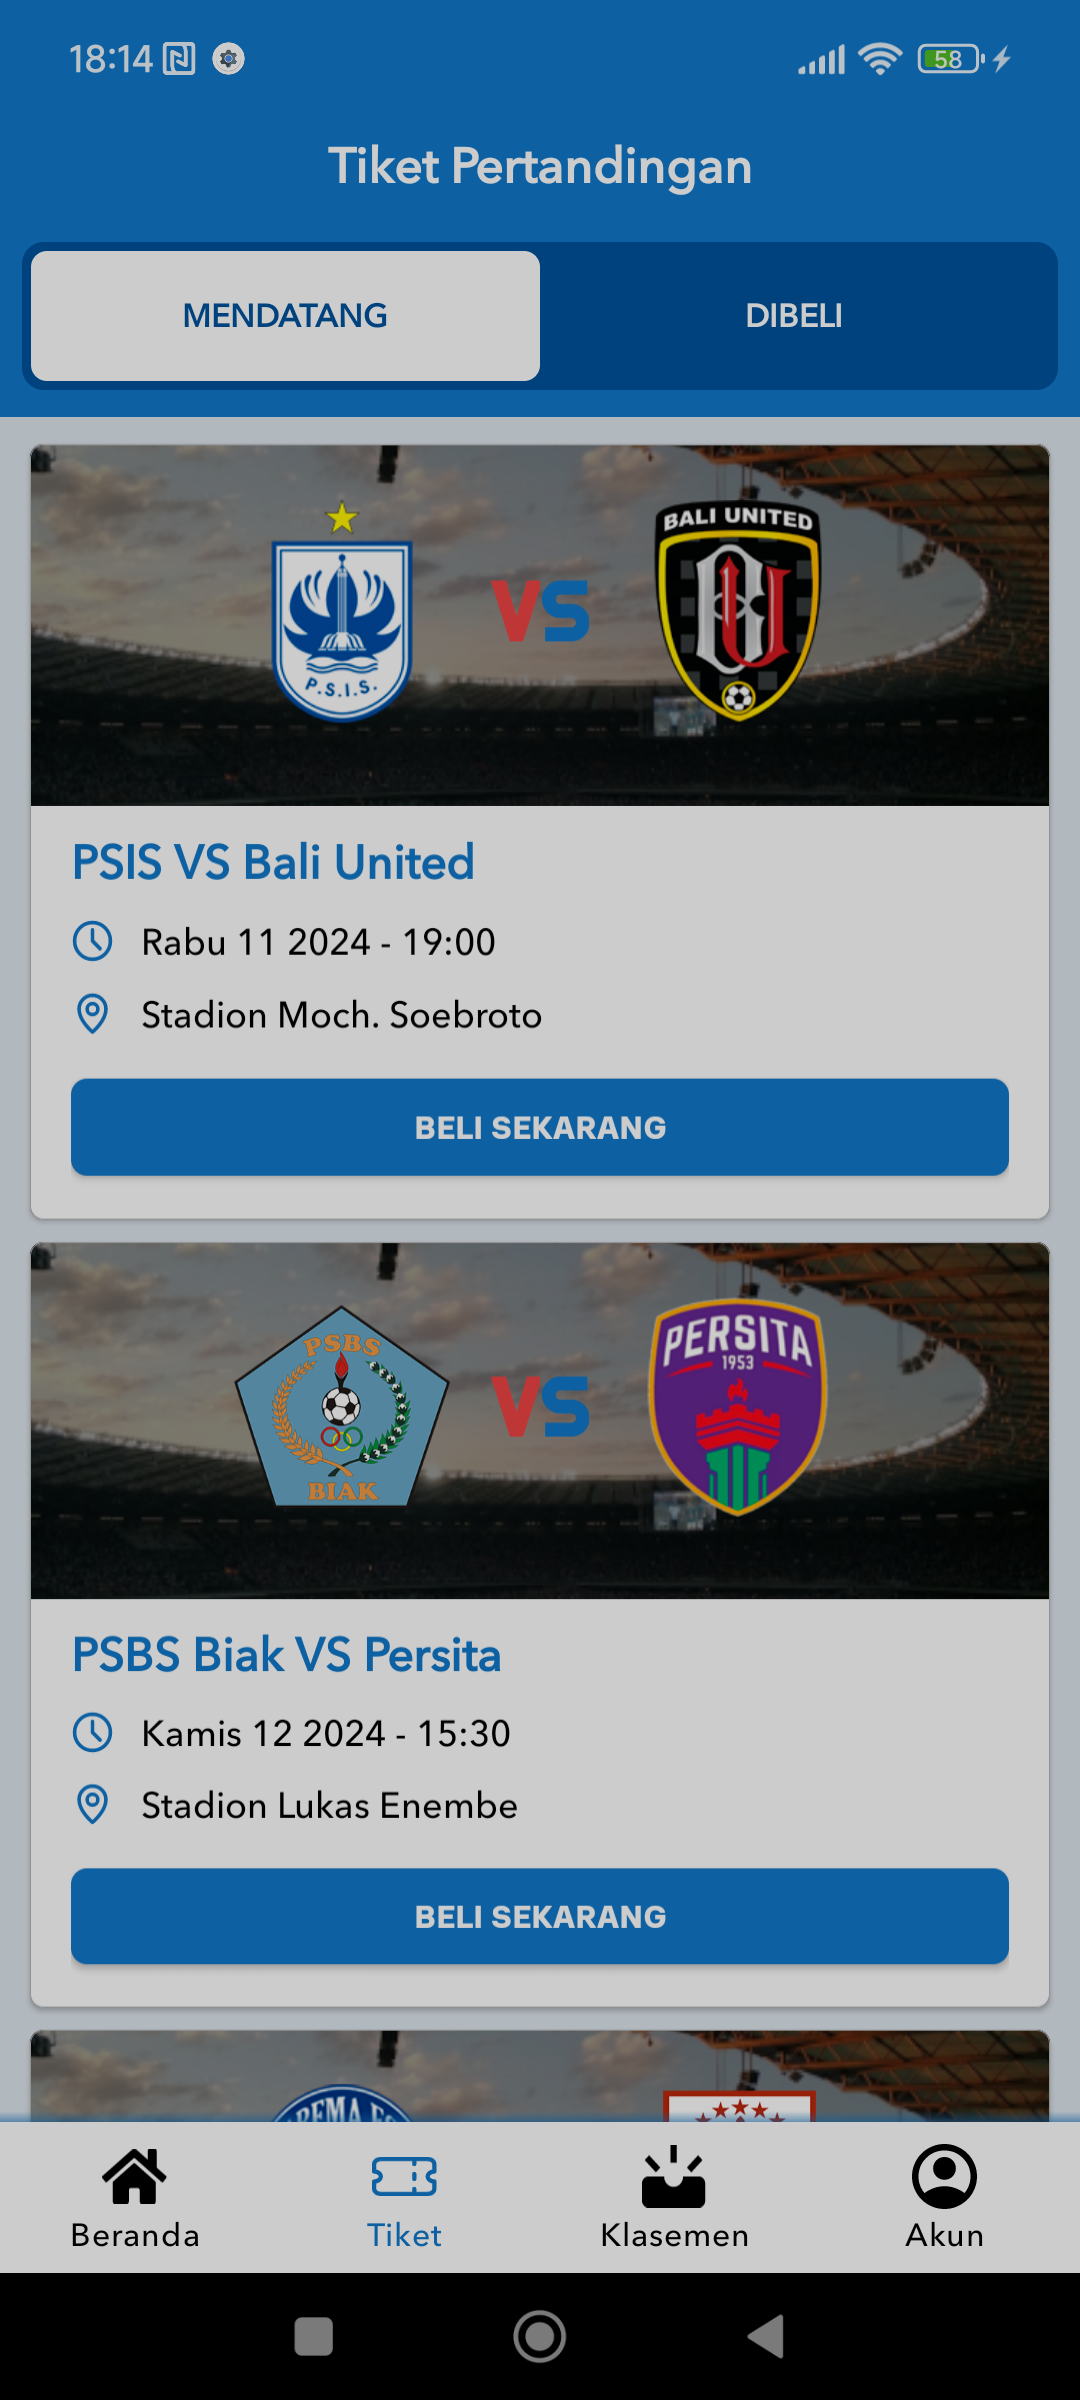 18:14
58
Tiket Pertandingan
MENDATANG
DIBELI
BALI UNITED
VS
P.S.I.S.
PSIS VS Bali United
Rabu 11 2024 - 19:00
Stadion Moch. Soebroto
BELI SEKARANG
PSBS
PERSITA
1953
VS
BIAK
PSBS Biak VS Persita
Kamis 12 2024 - 15:30
Stadion Lukas Enembe
BELI SEKARANG
Beranda
Tiket
Klasemen
Akun